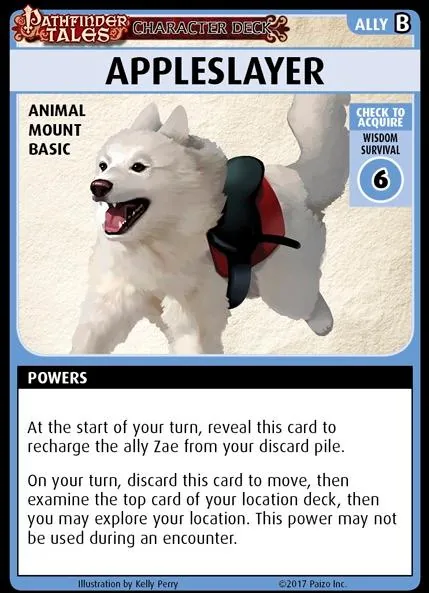 PATHFINDER
TALES
CHARACTER DECK
ALLY B
APPLESLAYER
ANIMAL
MOUNT
BASIC
CHECK TO
ACQUIRE
WISDOM
SURVIVAL
6
POWERS
At the start of your turn, reveal this card to
recharge the ally Zae from your discard pile.
On your turn, discard this card to move, then
examine the top card of your location deck, then
you may explore your location. This power may not
be used during an encounter.
Illustration by Kelly Perry
©2017 Paizo Inc.